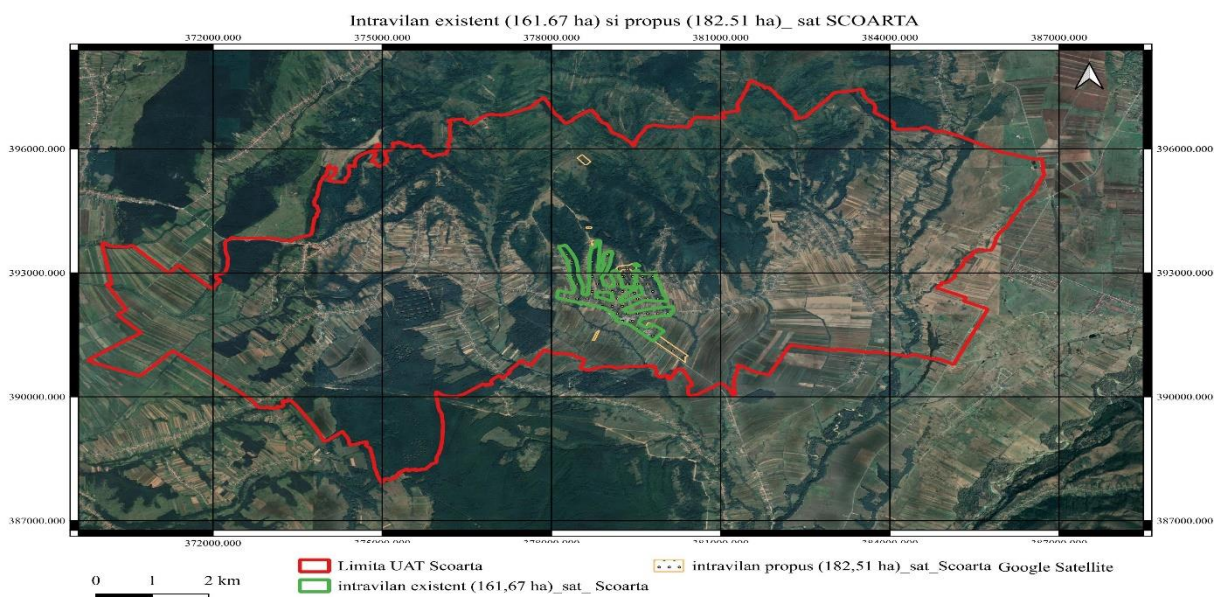 Intravilan existent (161.67 ha) si propus (182.51 ha)_ sat SCOARTA
372000.000 375000.000 378000.000 381000.000 384000.000 387000.000
396000.000 396000.000
393000.000 393000.000
390000.000 390000.000
387000.000 387000.000
372000.000 375000.000 378000.000 381000.000 384000.000 387000.000
0 1 2 km
Limita UAT Scoarta
intravilan existent (161,67 ha)_sat_ Scoarta
intravilan propus (182,51 ha)_sat_Scoarta Google Satellite